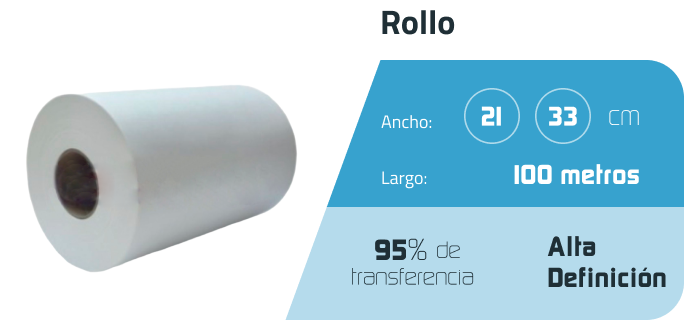 Rollo
Ancho: 21 33 cm
Largo: 100 metros
95% de
transferencia
Alta
Definición